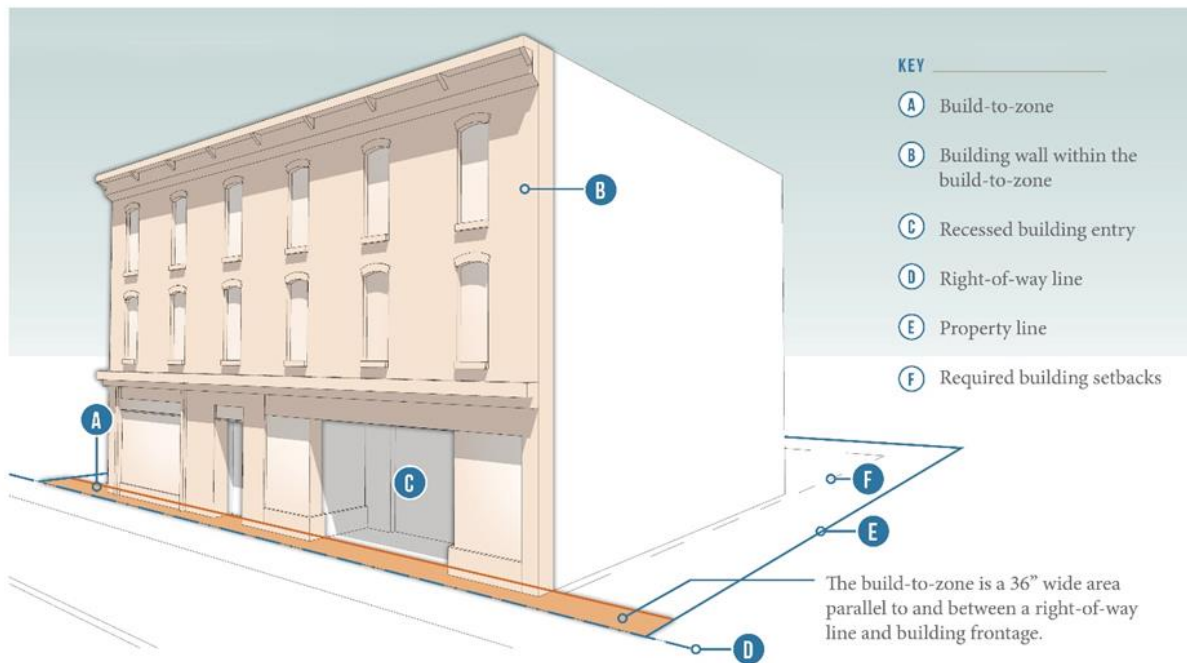 KEY
A Build-to-zone
B Building wall within the
build-to-zone
C Recessed building entry
D Right-of-way line
E Property line
F Required building setbacks
B
A
C
F
E
The build-to-zone is a 36” wide area
parallel to and between a right-of-way
line and building frontage.
D